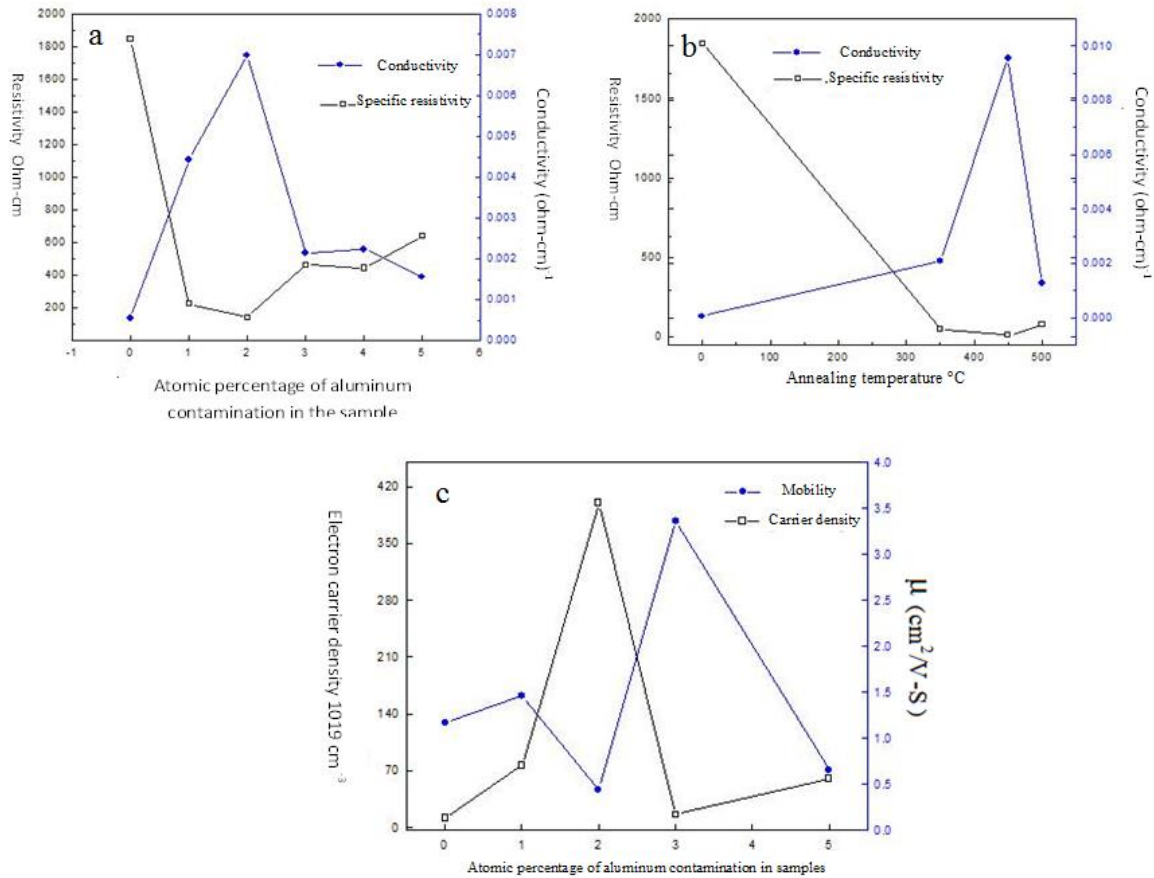 a
2000
1800
1600
1400
1200
1000
800
600
400
200
Resistivity Ohm-cm
Conductivity
Specific resistivity
0.008
0.007
0.006
0.005
0.004
0.003
0.002
0.001
0.000
Conductivity (ohm-cm)-1
-1 0 1 2 3 4 5 6
Atomic percentage of aluminum
contamination in the sample
b
2000
1500
1000
500
0
Resistivity Ohm-cm
Conductivity
Specific resistivity
0.010
0.008
0.006
0.004
0.002
0.000
Conductivity (ohm-cm)-1
0 100 200 300 400 500
Annealing temperature °C
c
420
350
280
210
140
70
0
Electron carrier density 1019 cm -3
Mobility
Carrier density
4.0
3.5
3.0
2.5
2.0
1.5
1.0
0.5
0.0
μ (cm2/V-S)
0 1 2 3 4 5
Atomic percentage of aluminum contamination in samples